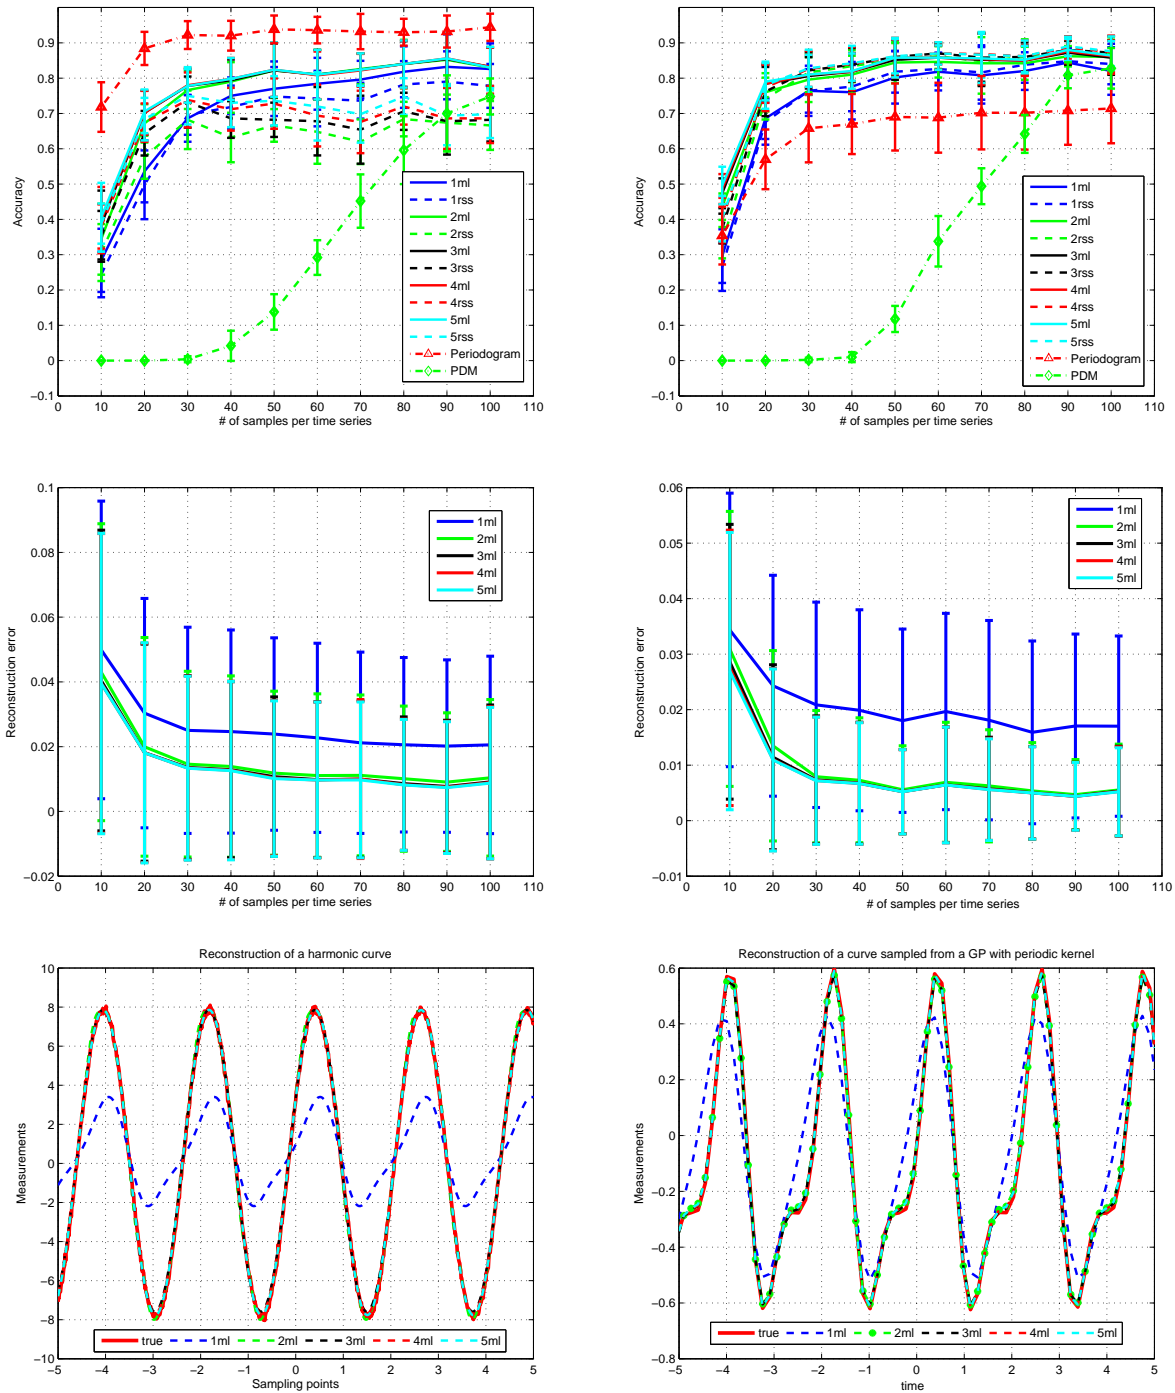 0.9
0.8
0.7
0.6
0.5
0.4
0.3
0.2
0.1
0
−0.1
Accuracy
0 10 20 30 40 50 60 70 80 90 100 110
# of samples per time series
1ml
1rss
2ml
2rss
3ml
3rss
4ml
4rss
5ml
5rss
Periodogram
PDM
0.9
0.8
0.7
0.6
0.5
0.4
0.3
0.2
0.1
0
−0.1
Accuracy
0 10 20 30 40 50 60 70 80 90 100 110
# of samples per time series
1ml
1rss
2ml
2rss
3ml
3rss
4ml
4rss
5ml
5rss
Periodogram
PDM
0.1
0.08
0.06
0.04
0.02
0
−0.02
Reconstruction error
0 10 20 30 40 50 60 70 80 90 100 110
# of samples per time series
1ml
2ml
3ml
4ml
5ml
0.06
0.05
0.04
0.03
0.02
0.01
0
−0.01
Reconstruction error
0 10 20 30 40 50 60 70 80 90 100 110
# of samples per time series
1ml
2ml
3ml
4ml
5ml
Reconstruction of a harmonic curve
10
8
6
4
2
0
−2
−4
−6
−8
−10
Measurements
true 1ml 2ml 3ml 4ml 5ml
−5 −4 −3 −2 −1 0 1 2 3 4 5
Sampling points
Reconstruction of a curve sampled from a GP with periodic kernel
0.6
0.4
0.2
0
−0.2
−0.4
−0.6
−0.8
Measurements
true 1ml 2ml 3ml 4ml 5ml
−5 −4 −3 −2 −1 0 1 2 3 4 5
time